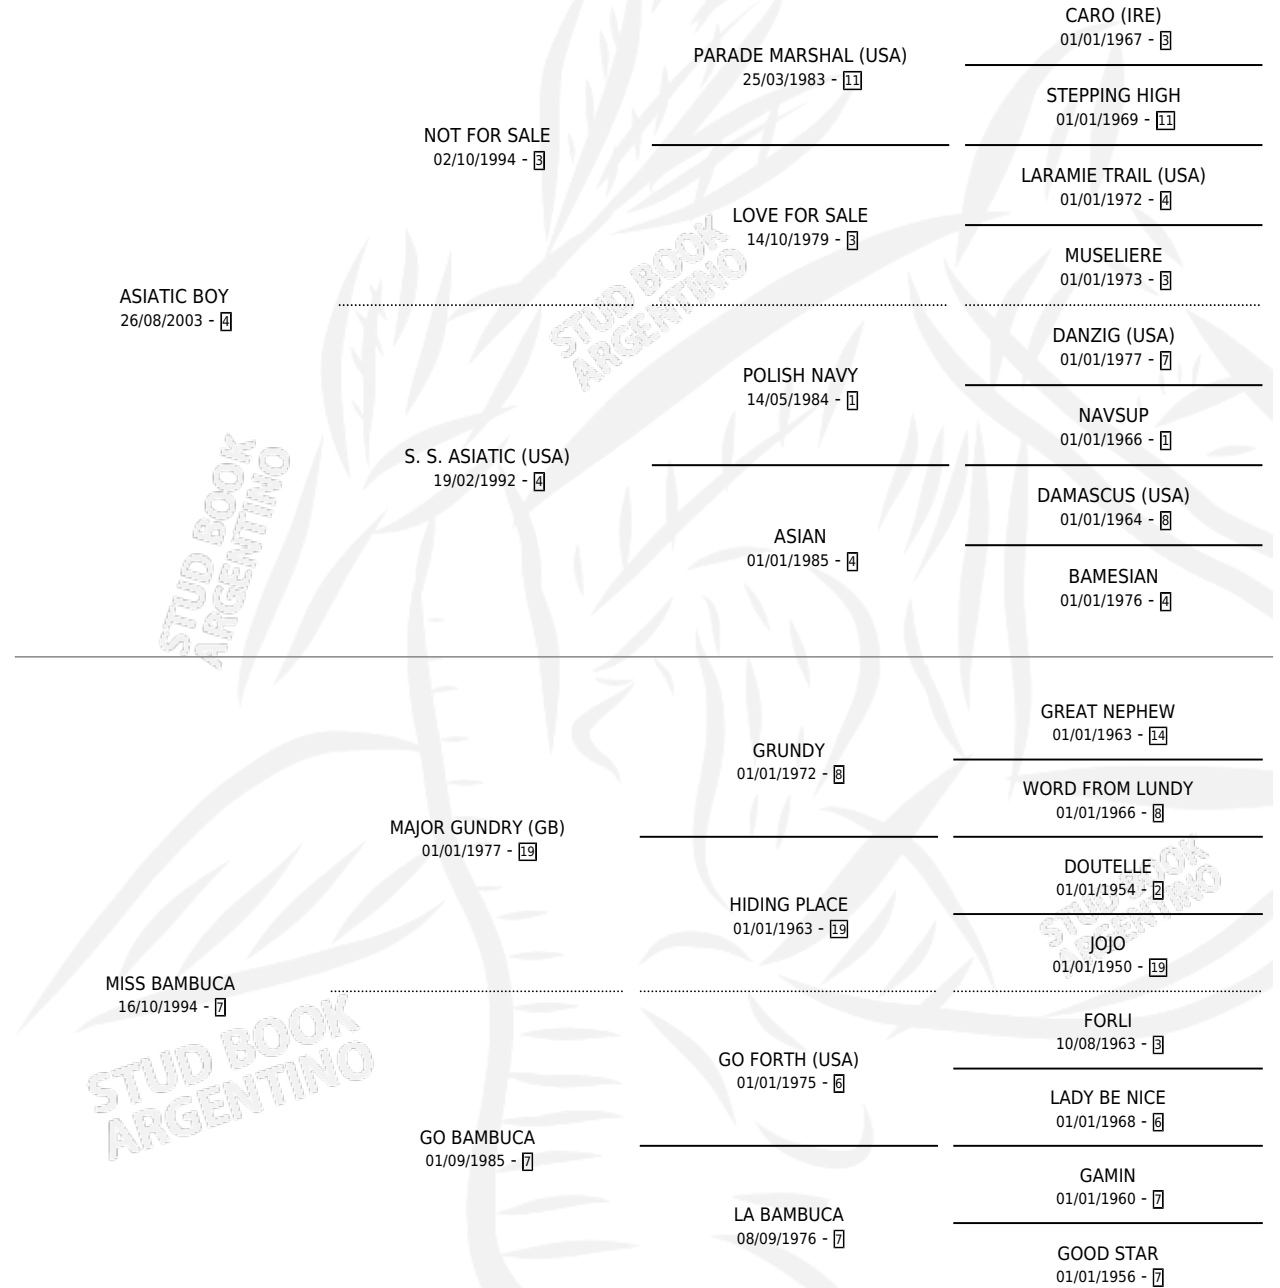 CARO (IRE)
01/01/1967 - 3
PARADE MARSHAL (USA)
25/03/1983 - 11
STEPPING HIGH
01/01/1969 - 11
NOT FOR SALE
02/10/1994 - 3
LARAMIE TRAIL (USA)
01/01/1972 - 4
LOVE FOR SALE
14/10/1979 - 3
MUSELIERE
01/01/1973 - 3
ASIATIC BOY
26/08/2003 - 4
STUD BOOK
ARGENTINO
DANZIG (USA)
01/01/1977 - 7
POLISH NAVY
14/05/1984 - 1
NAVSUP
01/01/1966 - 1
S. S. ASIATIC (USA)
19/02/1992 - 4
DAMASCUS (USA)
01/01/1964 - 8
ASIAN
01/01/1985 - 4
BAMESIAN
01/01/1976 - 4
STUD BOOK
ARGENTINO
GREAT NEPHEW
01/01/1963 - 14
GRUNDY
01/01/1972 - 8
WORD FROM LUNDY
01/01/1966 - 8
MAJOR GUNDRY (GB)
01/01/1977 - 19
DOUTELLE
01/01/1954 - 2
HIDING PLACE
01/01/1963 - 19
STUD BOOK
ARGENTINO
JOJO
01/01/1950 - 19
MISS BAMBUCA
16/10/1994 - 7
FORLI
10/08/1963 - 3
GO FORTH (USA)
01/01/1975 - 6
LADY BE NICE
01/01/1968 - 6
STUD BOOK
ARGENTINO
GO BAMBUCA
01/09/1985 - 7
GAMIN
01/01/1960 - 7
LA BAMBUCA
08/09/1976 - 7
GOOD STAR
01/01/1956 - 7